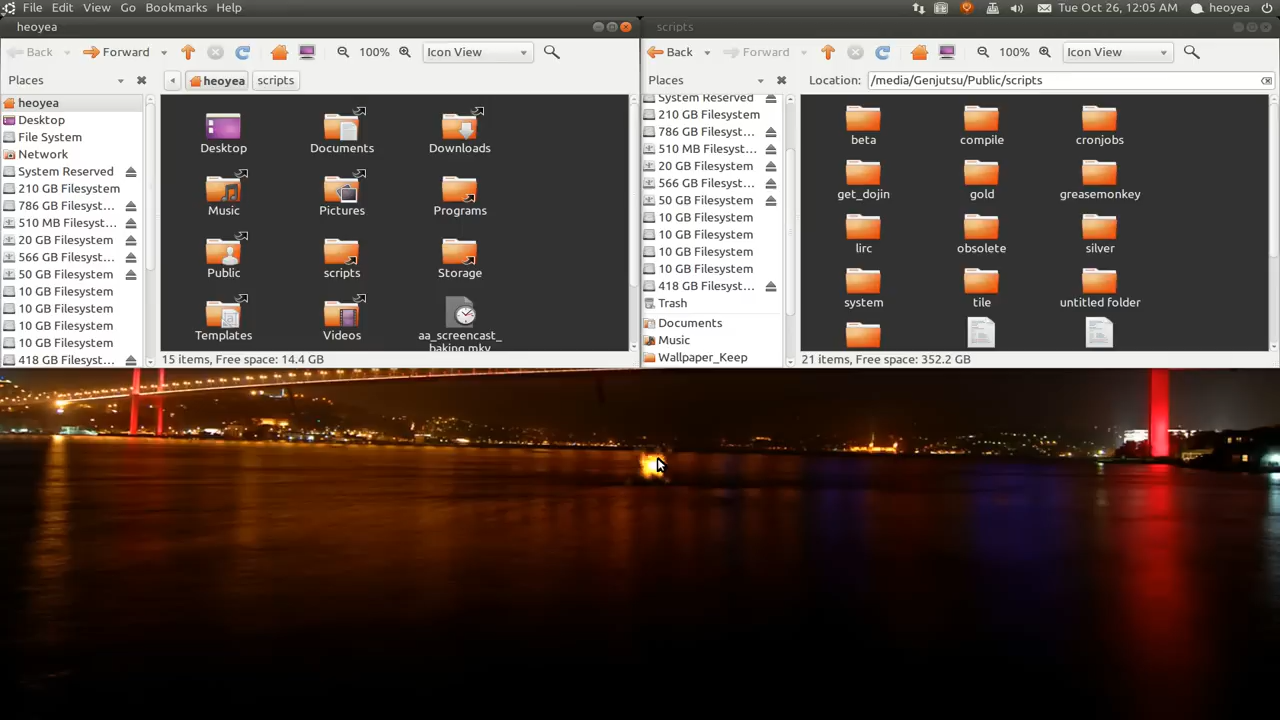 File Edit View Go Bookmarks Help
Tue Oct 26, 12:05 AM heoyea
heoyea
Back Forward 100% Icon View
Places
heoyea scripts
heoyea
Desktop
File System
Network
System Reserved
210 GB Filesystem
786 GB Filesyst...
510 MB Filesyst...
20 GB Filesystem
566 GB Filesyst...
50 GB Filesystem
10 GB Filesystem
10 GB Filesystem
10 GB Filesystem
10 GB Filesystem
418 GB Filesyst...
Desktop Documents Downloads
Music Pictures Programs
Public scripts Storage
Templates Videos aa_screencast_
baking.mkv
15 items, Free space: 14.4 GB
scripts
Back Forward 100% Icon View
Places
Location: /media/Genjutsu/Public/scripts
System Reserved
210 GB Filesystem
786 GB Filesyst...
510 MB Filesyst...
20 GB Filesystem
566 GB Filesyst...
50 GB Filesystem
10 GB Filesystem
10 GB Filesystem
10 GB Filesystem
10 GB Filesystem
418 GB Filesyst...
Trash
Documents
Music
Wallpaper_Keep
beta compile cronjobs
get_dojin gold greasemonkey
lirc obsolete silver
system tile untitled folder
21 items, Free space: 352.2 GB